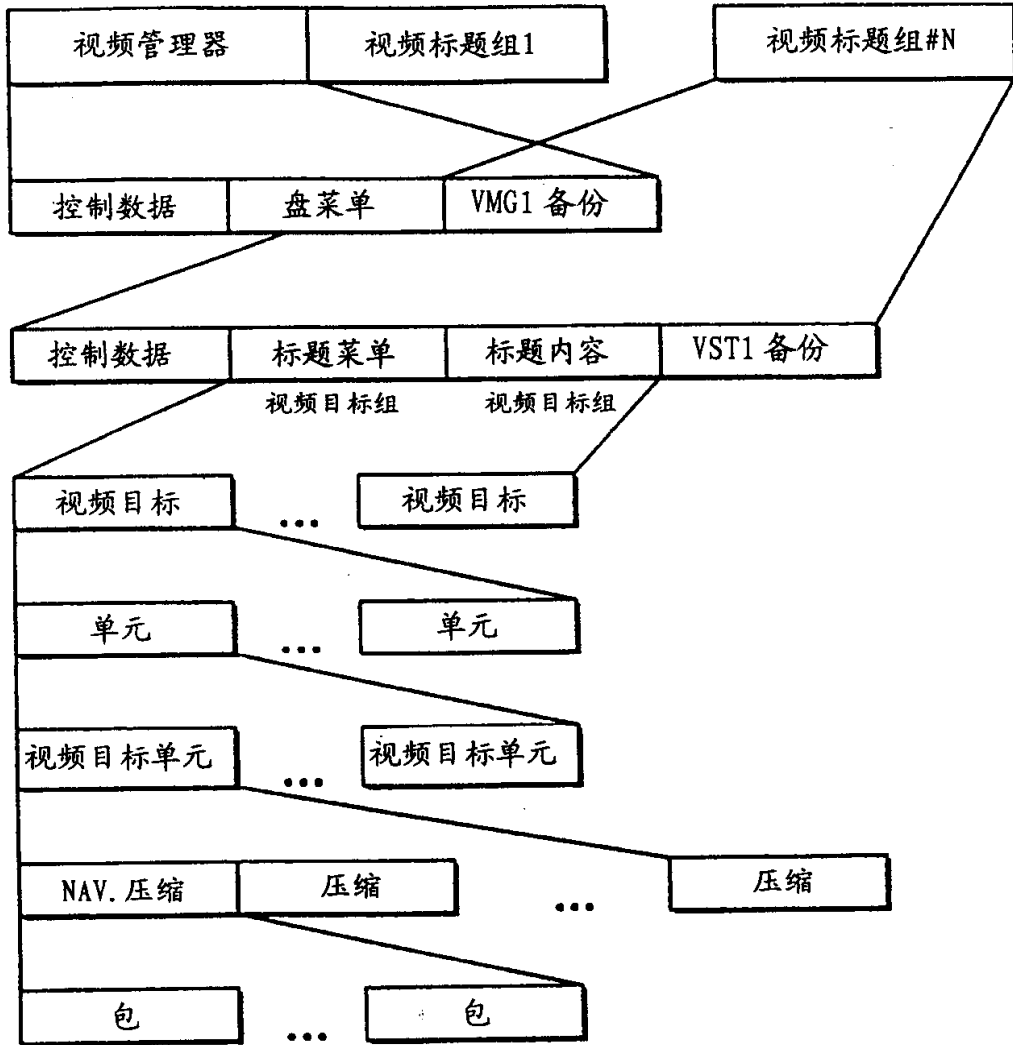 视频管理器 视频标题组1 视频标题组#N
控制数据 盘菜单 VMG1 备份
控制数据 标题菜单 标题内容 VST1 备份
视频目标组 视频目标组
视频目标 ... 视频目标
单元 ... 单元
视频目标单元 ... 视频目标单元
NAV.压缩 压缩 ... 压缩
包 ... 包